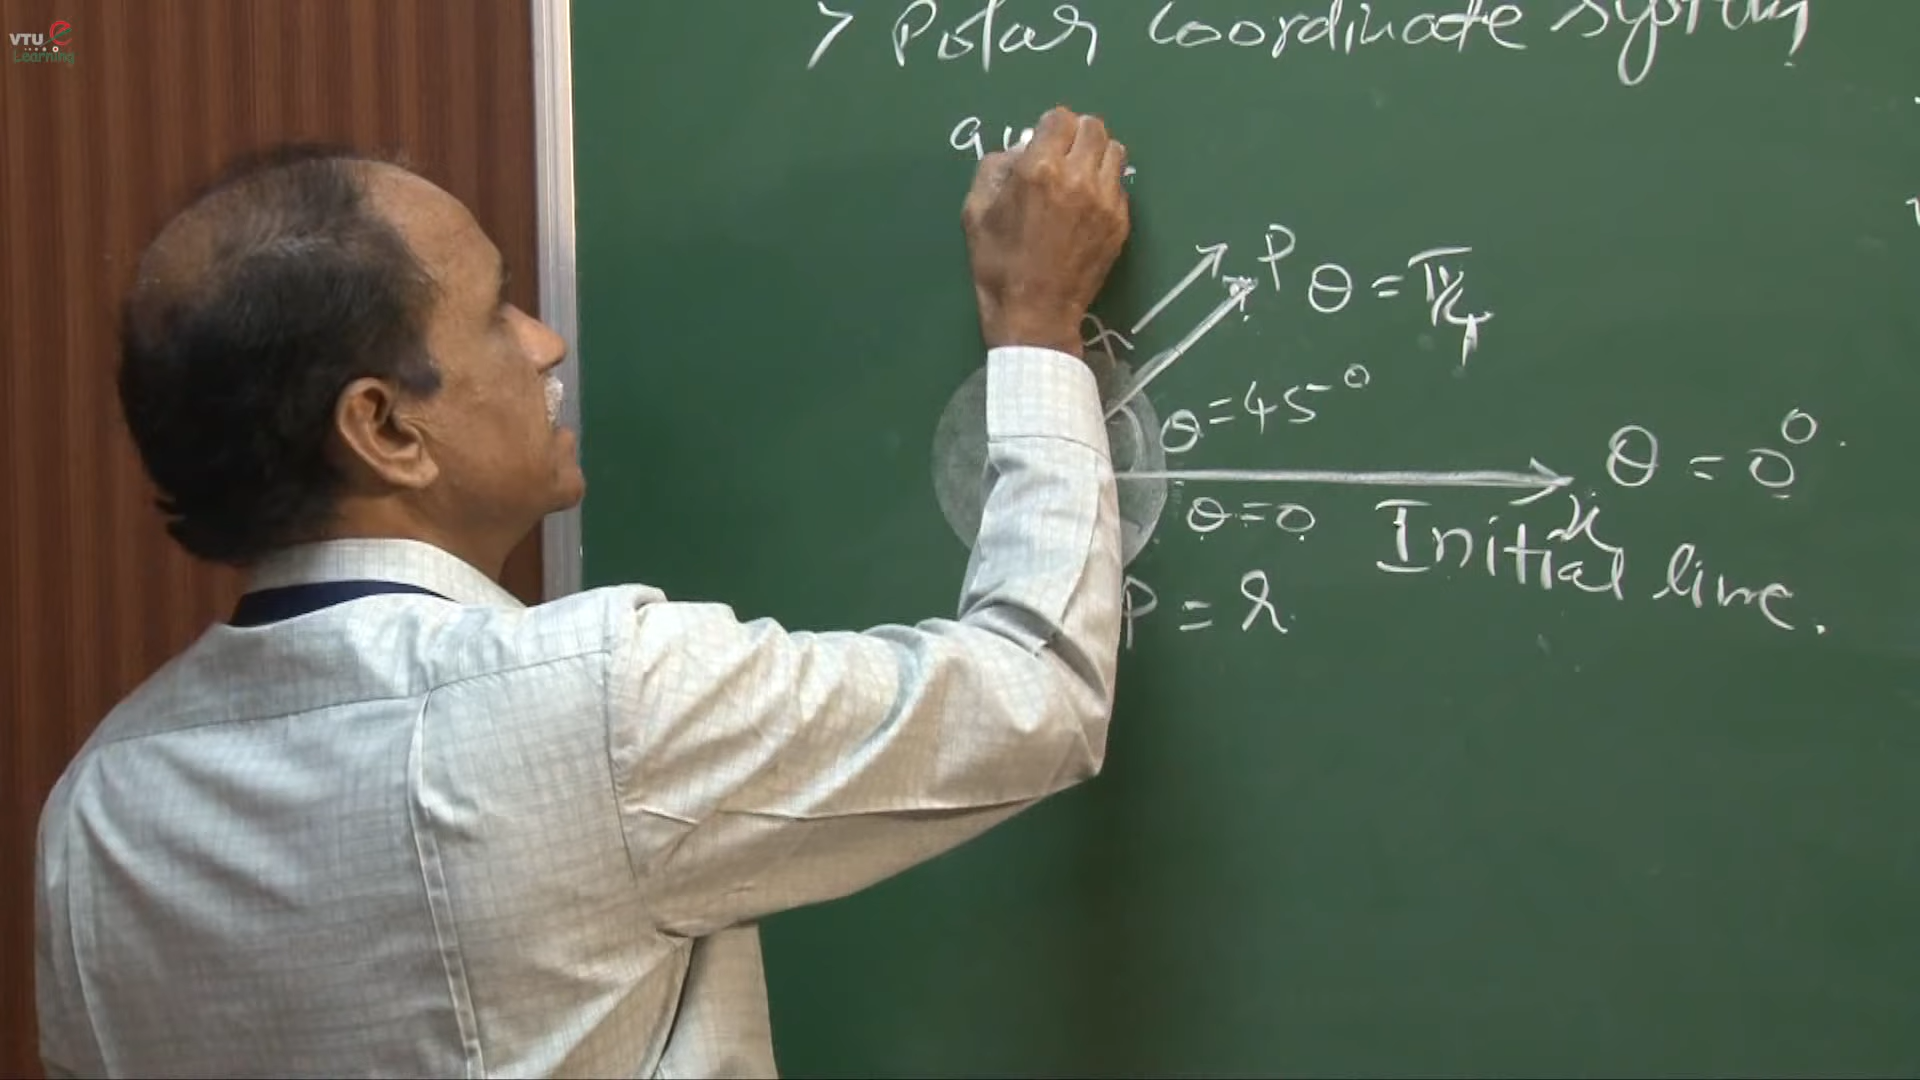 VTU e
Learning
> Polar Coordinate System
P θ = π/4
r
θ = 45°
θ = 0°
x
θ = 0
Initial line.
P = r